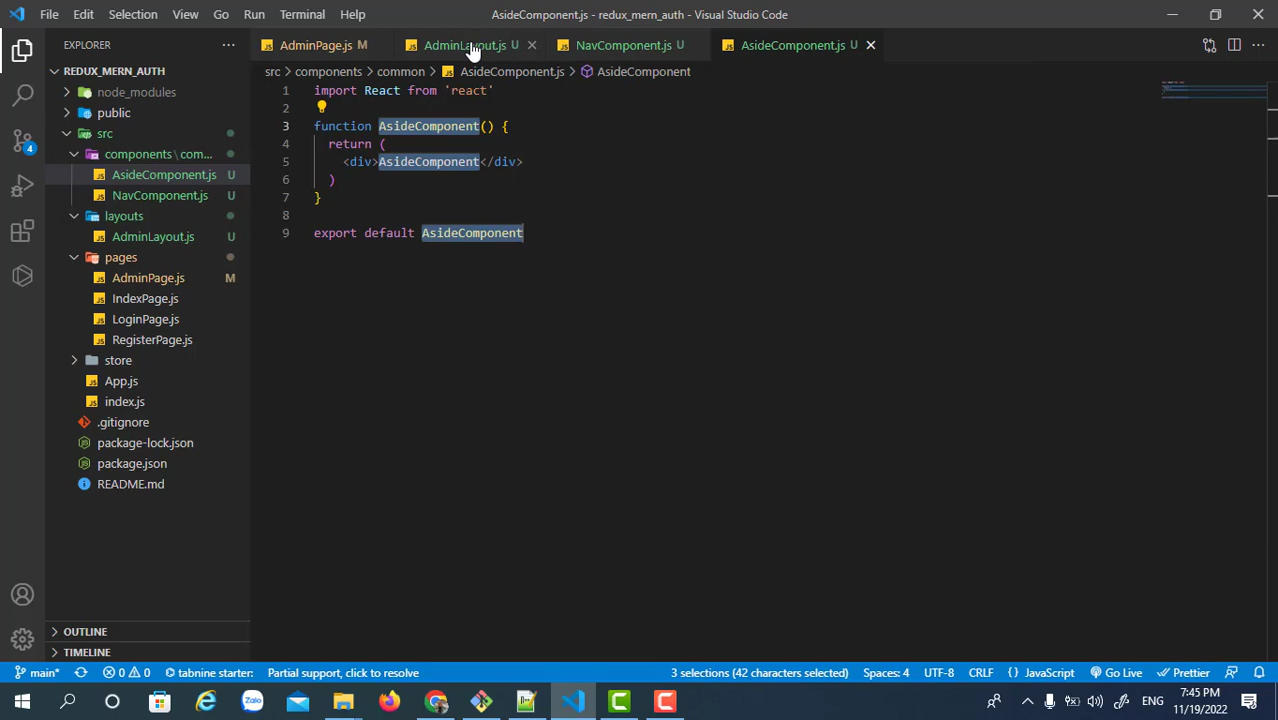 File Edit Selection View Go Run Terminal Help AsideComponent.js - redux_mern_auth - Visual Studio Code
EXPLORER
REDUX_MERN_AUTH
node_modules
public
src
components\com...
AsideComponent.js U
NavComponent.js U
layouts
AdminLayout.js U
pages
AdminPage.js M
IndexPage.js
LoginPage.js
RegisterPage.js
store
App.js
index.js
.gitignore
package-lock.json
package.json
README.md
OUTLINE
TIMELINE
4
AdminPage.js M AdminLayout.js U NavComponent.js U AsideComponent.js U
src > components > common > AsideComponent.js > AsideComponent
1 import React from 'react'
2
3 function AsideComponent() {
4 return (
5 <div>AsideComponent</div>
6 )
7 }
8
9 export default AsideComponent
main* 0 0 tabnine starter: Partial support, click to resolve 3 selections (42 characters selected) Spaces: 4 UTF-8 CRLF { } JavaScript Go Live Prettier
Zalo ENG 7:45 PM
11/19/2022